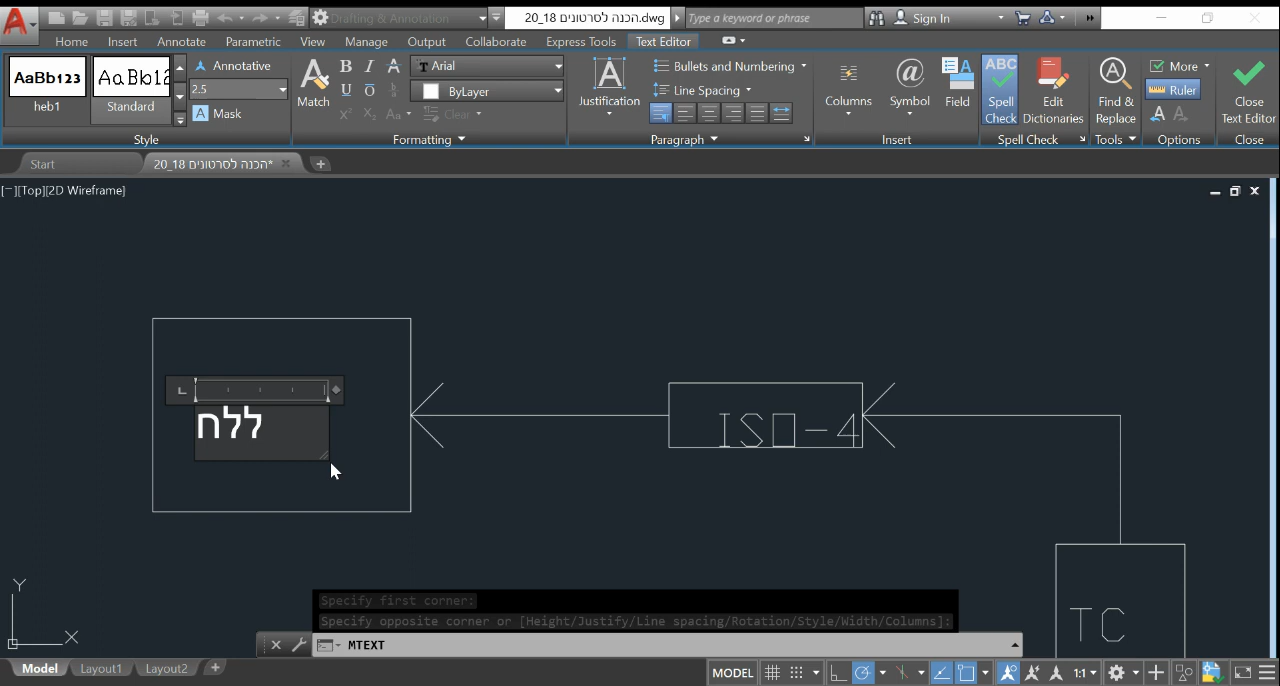 Drafting & Annotation
הכנה לסרטונים 20_18.dwg
Type a keyword or phrase
Sign In
Home Insert Annotate Parametric View Manage Output Collaborate Express Tools Text Editor
AaBb123
heb1
AaBb12
Standard
Annotative
2.5
Mask
Style
Match
B I A
U O b/a
X² X₂ Aa Clear
Arial
ByLayer
Formatting
Justification
Bullets and Numbering
Line Spacing
Paragraph
Columns
@
Symbol
Field
Insert
ABC
Spell Check
Edit Dictionaries
Spell Check
Find & Replace
Tools
More
Ruler
Options
Close Text Editor
Close
Start
הכנה לסרטונים 20_18*
[−][Top][2D Wireframe]
ללח
ISO-4
TC
Y
X
Specify first corner:
Specify opposite corner or [Height/Justify/Line spacing/Rotation/Style/Width/Columns]:
MTEXT
Model Layout1 Layout2
MODEL
1:1